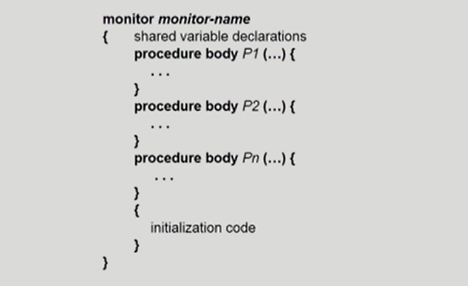 monitor monitor-name
{ shared variable declarations
procedure body P1 (...) {
...
}
procedure body P2 (...) {
...
}
procedure body Pn (...) {
...
}
{
initialization code
}
}